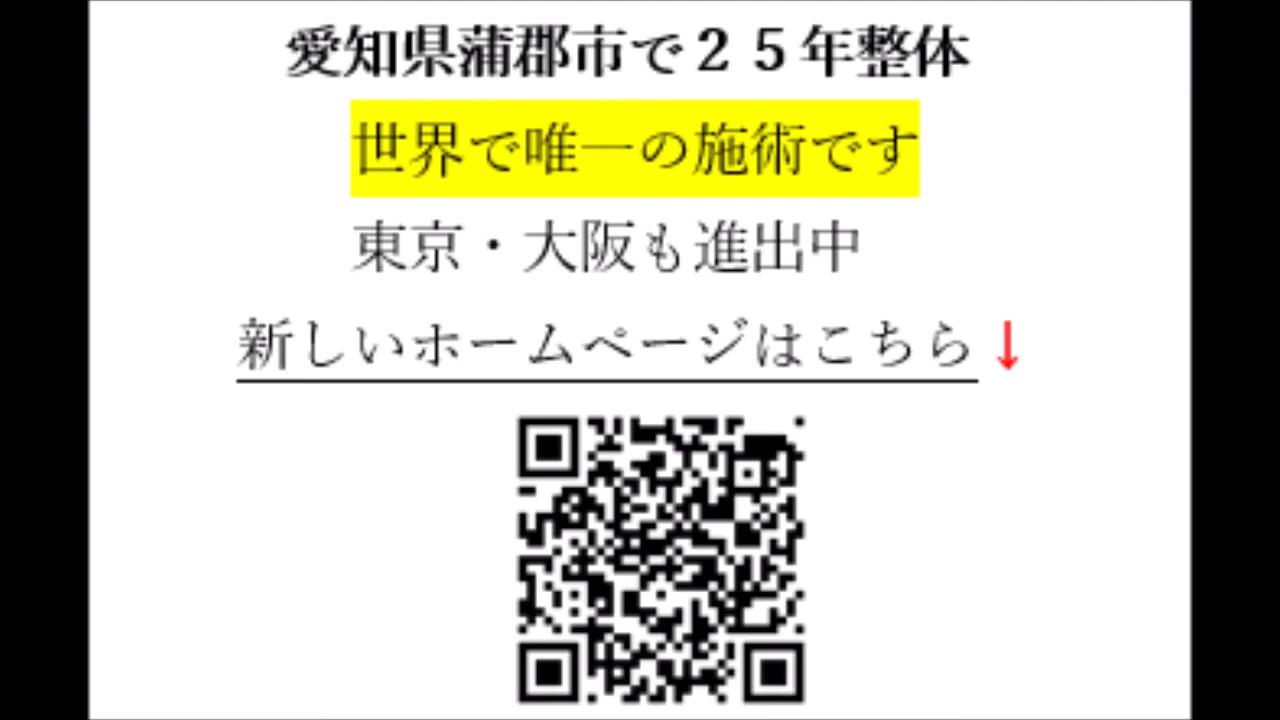 愛知県蒲郡市で２５年整体
世界で唯一の施術です
東京・大阪も進出中
新しいホームページはこちら↓